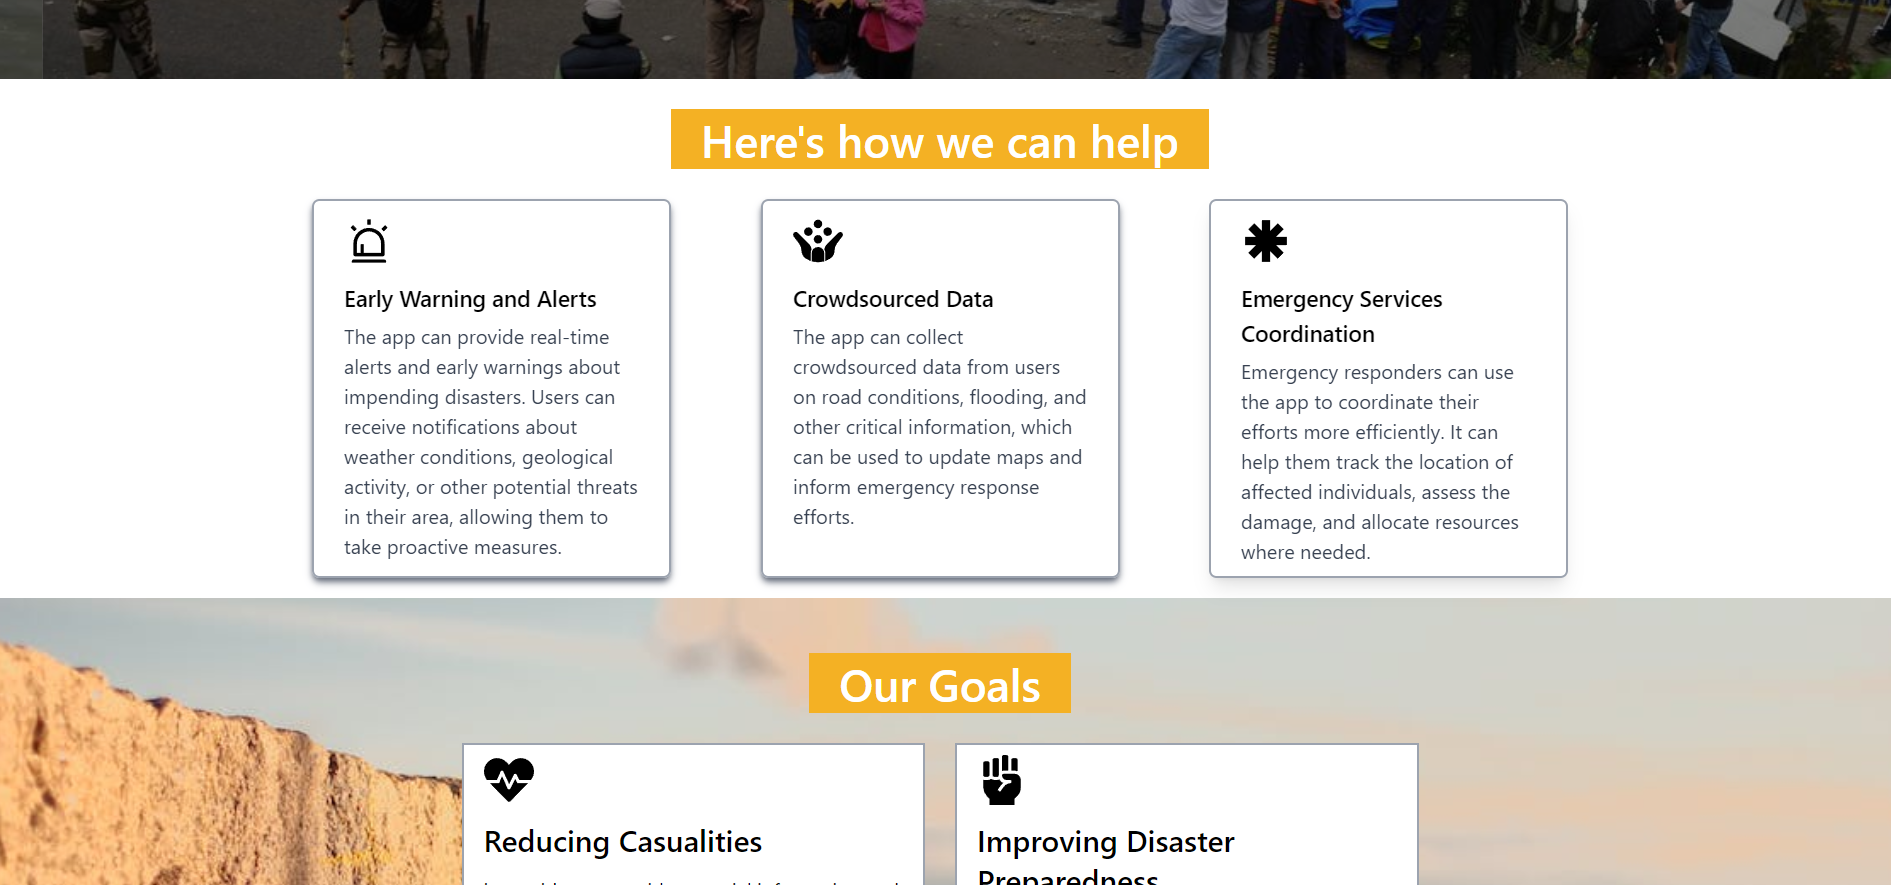 Here's how we can help
Early Warning and Alerts
The app can provide real-time
alerts and early warnings about
impending disasters. Users can
receive notifications about
weather conditions, geological
activity, or other potential threats
in their area, allowing them to
take proactive measures.
Crowdsourced Data
The app can collect
crowdsourced data from users
on road conditions, flooding, and
other critical information, which
can be used to update maps and
inform emergency response
efforts.
Emergency Services
Coordination
Emergency responders can use
the app to coordinate their
efforts more efficiently. It can
help them track the location of
affected individuals, assess the
damage, and allocate resources
where needed.
Our Goals
Reducing Casualities
Improving Disaster
Preparedness